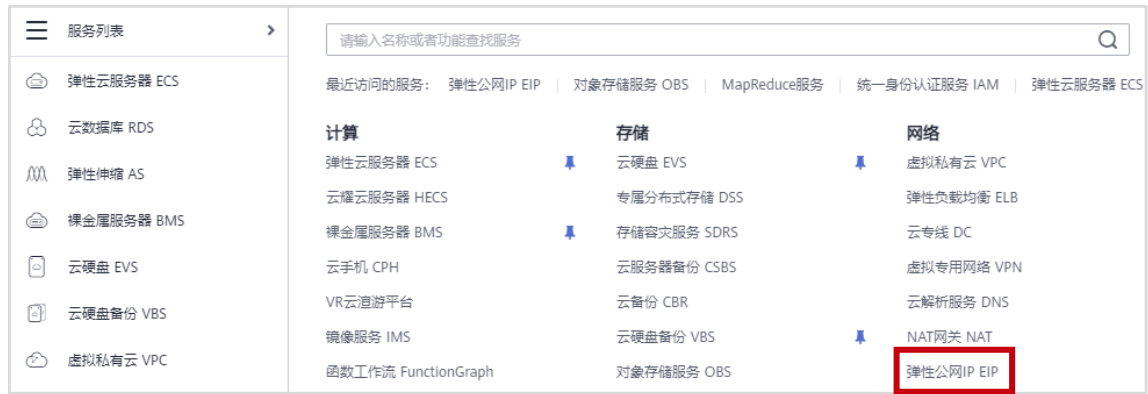 服务列表
弹性云服务器 ECS
云数据库 RDS
弹性伸缩 AS
裸金属服务器 BMS
云硬盘 EVS
云硬盘备份 VBS
虚拟私有云 VPC
请输入名称或者功能查找服务
最近访问的服务： 弹性公网IP EIP 对象存储服务 OBS MapReduce服务 统一身份认证服务 IAM 弹性云服务器 ECS
计算
弹性云服务器 ECS
云耀云服务器 HECS
裸金属服务器 BMS
云手机 CPH
VR云渲游平台
镜像服务 IMS
函数工作流 FunctionGraph
存储
云硬盘 EVS
专属分布式存储 DSS
存储容灾服务 SDRS
云服务器备份 CSBS
云备份 CBR
云硬盘备份 VBS
对象存储服务 OBS
网络
虚拟私有云 VPC
弹性负载均衡 ELB
云专线 DC
虚拟专用网络 VPN
云解析服务 DNS
NAT网关 NAT
弹性公网IP EIP